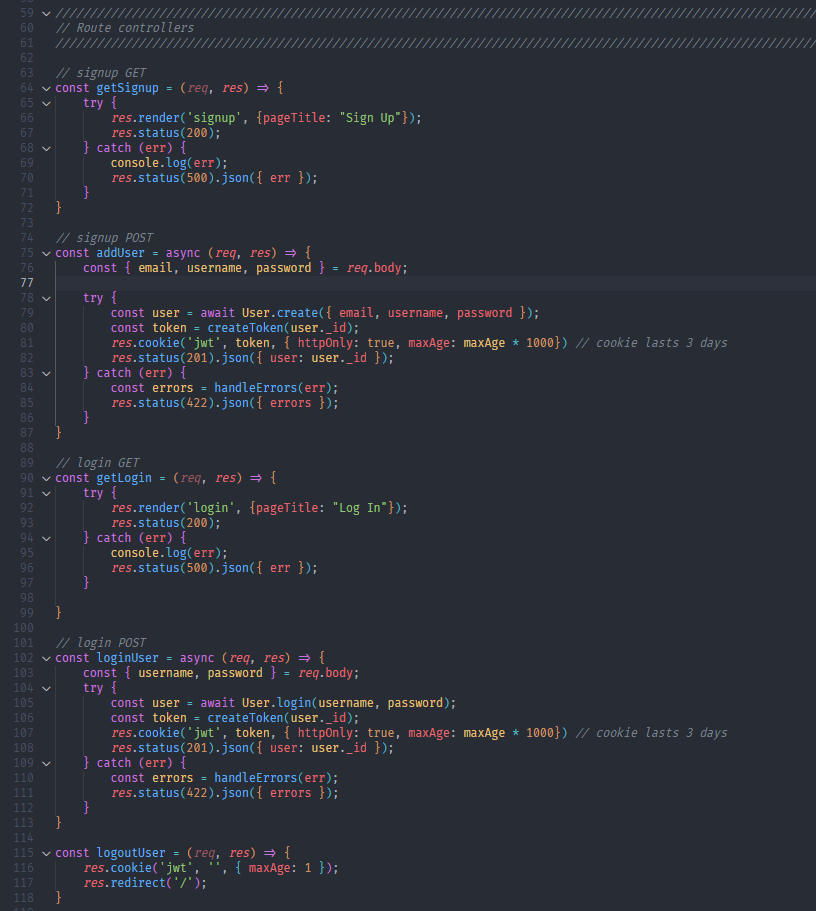 59 ////////////////////////////////////////////////////////////////////////////////////////////////////////////
60 // Route controllers
61 ////////////////////////////////////////////////////////////////////////////////////////////////////////////
62
63 // signup GET
64 const getSignup = (req, res) => {
65     try {
66         res.render('signup', {pageTitle: "Sign Up"});
67         res.status(200);
68     } catch (err) {
69         console.log(err);
70         res.status(500).json({ err });
71     }
72 }
73
74 // signup POST
75 const addUser = async (req, res) => {
76     const { email, username, password } = req.body;
77
78     try {
79         const user = await User.create({ email, username, password });
80         const token = createToken(user._id);
81         res.cookie('jwt', token, { httpOnly: true, maxAge: maxAge * 1000}) // cookie lasts 3 days
82         res.status(201).json({ user: user._id });
83     } catch (err) {
84         const errors = handleErrors(err);
85         res.status(422).json({ errors });
86     }
87 }
88
89 // login GET
90 const getLogin = (req, res) => {
91     try {
92         res.render('login', {pageTitle: "Log In"});
93         res.status(200);
94     } catch (err) {
95         console.log(err);
96         res.status(500).json({ err });
97     }
98
99 }
100
101 // login POST
102 const loginUser = async (req, res) => {
103     const { username, password } = req.body;
104     try {
105         const user = await User.login(username, password);
106         const token = createToken(user._id);
107         res.cookie('jwt', token, { httpOnly: true, maxAge: maxAge * 1000}) // cookie lasts 3 days
108         res.status(201).json({ user: user._id });
109     } catch (err) {
110         const errors = handleErrors(err);
111         res.status(422).json({ errors });
112     }
113 }
114
115 const logoutUser = (req, res) => {
116     res.cookie('jwt', '', { maxAge: 1 });
117     res.redirect('/');
118 }